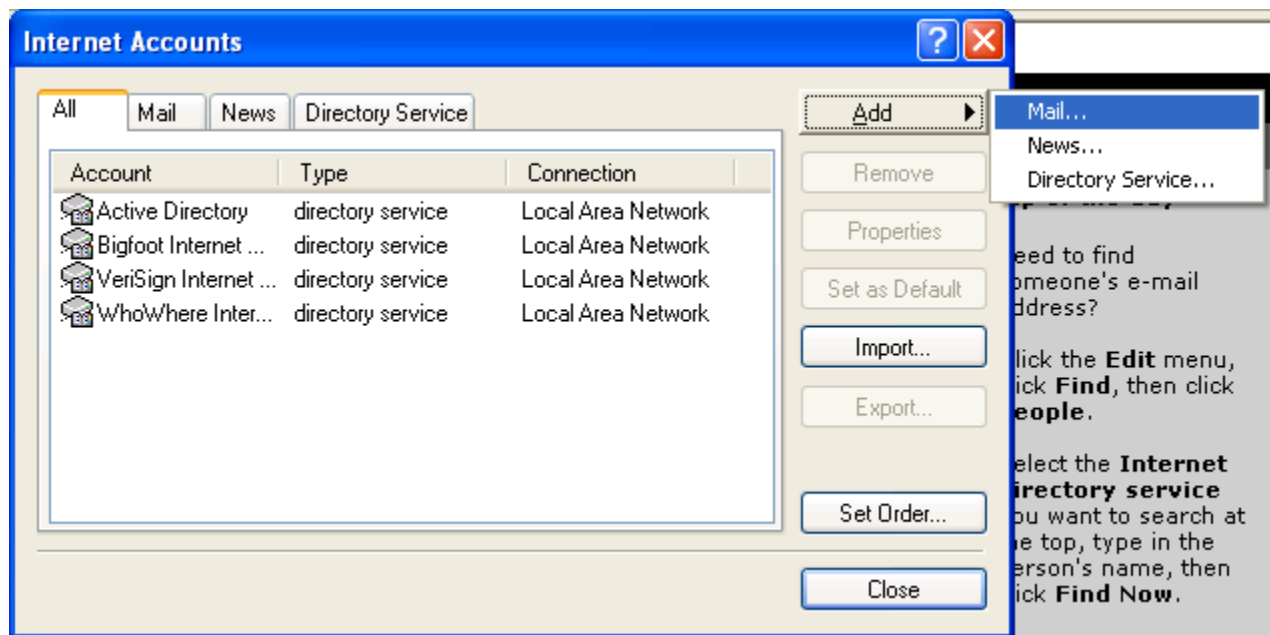 Internet Accounts
All Mail News Directory Service
Account Type Connection
Active Directory directory service Local Area Network
Bigfoot Internet ... directory service Local Area Network
VeriSign Internet ... directory service Local Area Network
WhoWhere Inter... directory service Local Area Network
Add
Remove
Properties
Set as Default
Import...
Export...
Set Order...
Close
Mail...
News...
Directory Service...
eed to find
omeone's e-mail
ddress?
lick the Edit menu,
ick Find, then click
eople.
elect the Internet
irectory service
ou want to search at
e top, type in the
erson's name, then
ick Find Now.